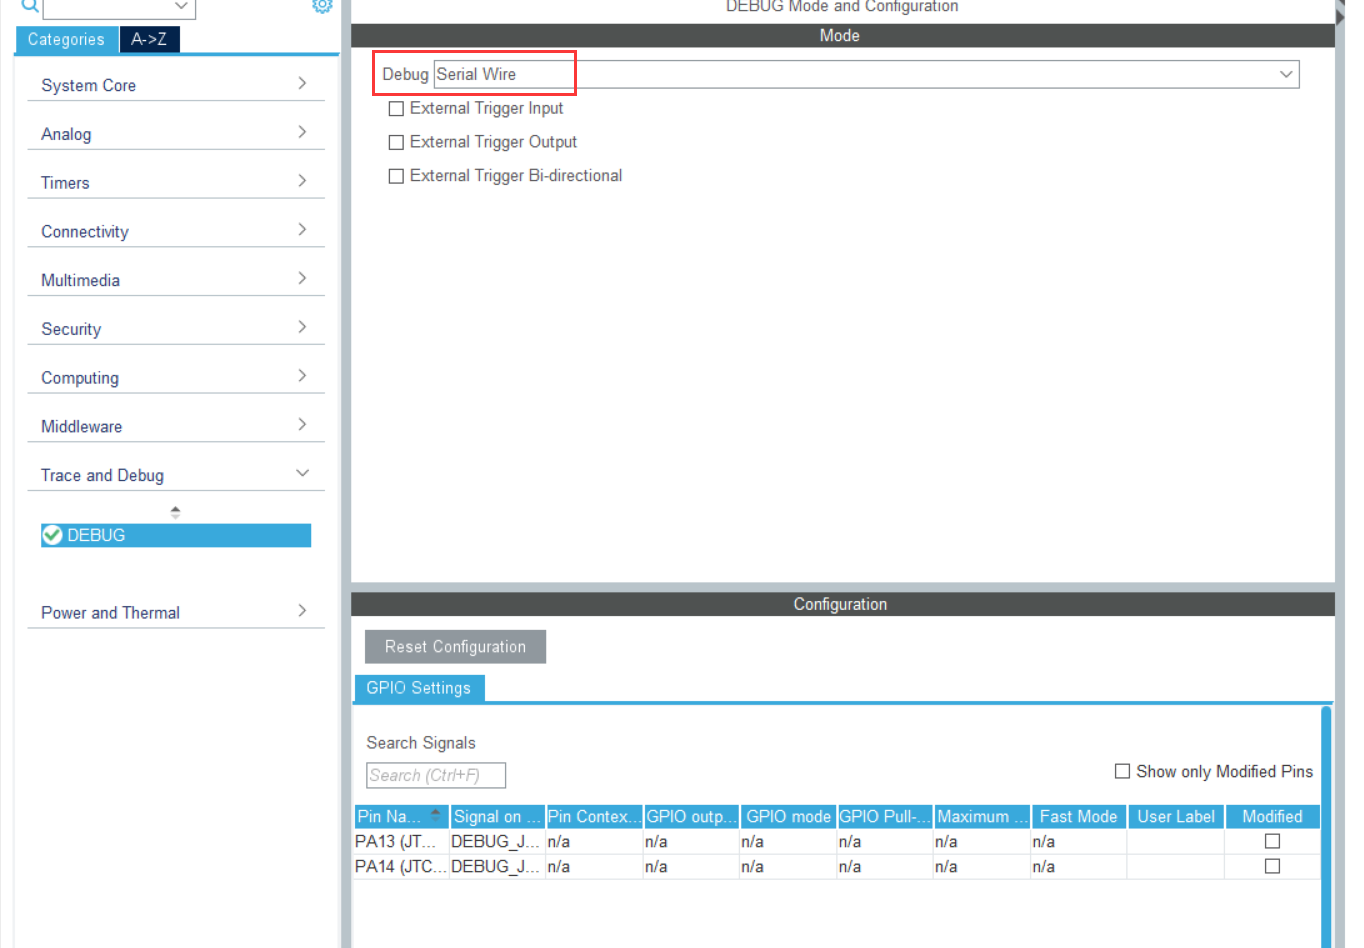 DEBUG Mode and Configuration
Categories A->Z
Mode
System Core
Analog
Timers
Connectivity
Multimedia
Security
Computing
Middleware
Trace and Debug
DEBUG
Power and Thermal
Debug Serial Wire
External Trigger Input
External Trigger Output
External Trigger Bi-directional
Configuration
Reset Configuration
GPIO Settings
Search Signals
Search (Ctrl+F)
Show only Modified Pins
Pin Na... Signal on ... Pin Contex... GPIO outp... GPIO mode GPIO Pull-... Maximum ... Fast Mode User Label Modified
PA13 (JT... DEBUG_J... n/a n/a n/a n/a n/a n/a
PA14 (JTC... DEBUG_J... n/a n/a n/a n/a n/a n/a